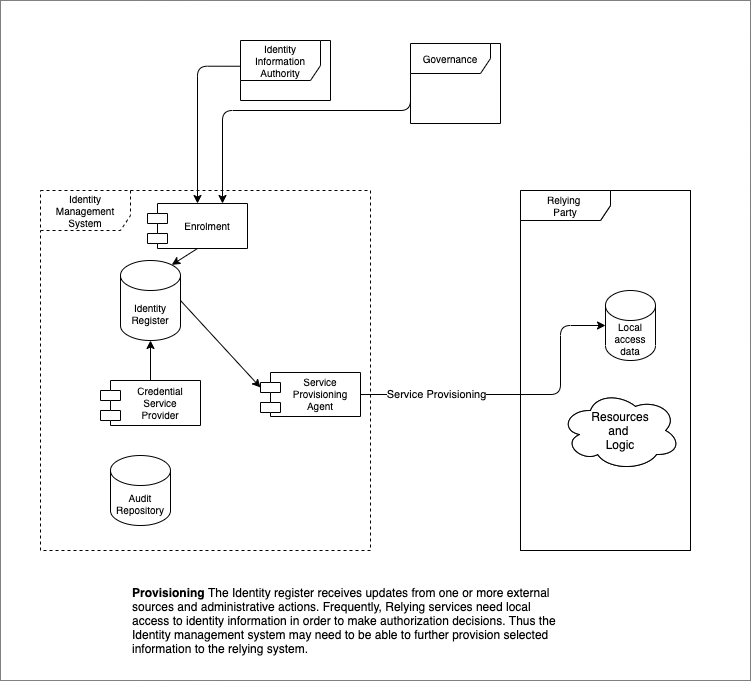 Identity
Information
Authority
Governance
Identity
Management
System
Enrolment
Relying
Party
Identity
Register
Local
access
data
Credential
Service
Provider
Service
Provisioning
Agent
Service Provisioning
Resources
and
Logic
Audit
Repository
Provisioning The Identity register receives updates from one or more external
sources and administrative actions. Frequently, Relying services need local
access to identity information in order to make authorization decisions. Thus the
Identity management system may need to be able to further provision selected
information to the relying system.